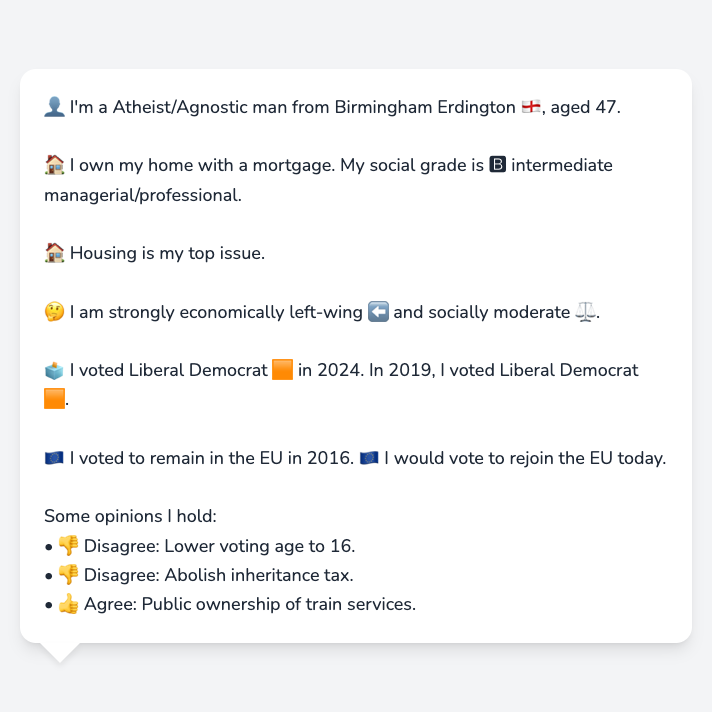 👤 I'm a Atheist/Agnostic man from Birmingham Erdington 🏴󠁧󠁢󠁥󠁮󠁧󠁿, aged 47.
🏠 I own my home with a mortgage. My social grade is 🅱 intermediate
managerial/professional.
🏠 Housing is my top issue.
🤔 I am strongly economically left-wing ⬅️ and socially moderate ⚖️.
🗳️ I voted Liberal Democrat 🟧 in 2024. In 2019, I voted Liberal Democrat
🟧.
🇪🇺 I voted to remain in the EU in 2016. 🇪🇺 I would vote to rejoin the EU today.
Some opinions I hold:
• 👎 Disagree: Lower voting age to 16.
• 👎 Disagree: Abolish inheritance tax.
• 👍 Agree: Public ownership of train services.